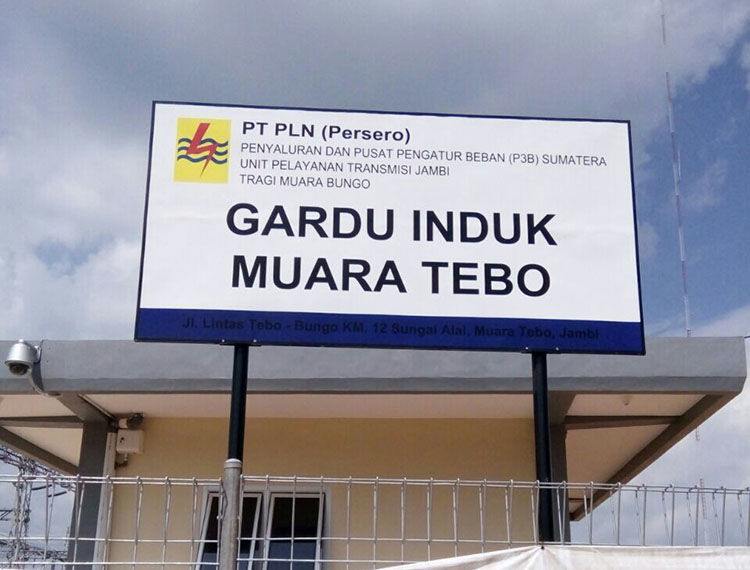 PT PLN (Persero)
PENYALURAN DAN PUSAT PENGATUR BEBAN (P3B) SUMATERA
UNIT PELAYANAN TRANSMISI JAMBI
TRAGI MUARA BUNGO
GARDU INDUK
MUARA TEBO
Jl. Lintas Tebo - Bungo KM. 12 Sungai Alai, Muara Tebo, Jambi